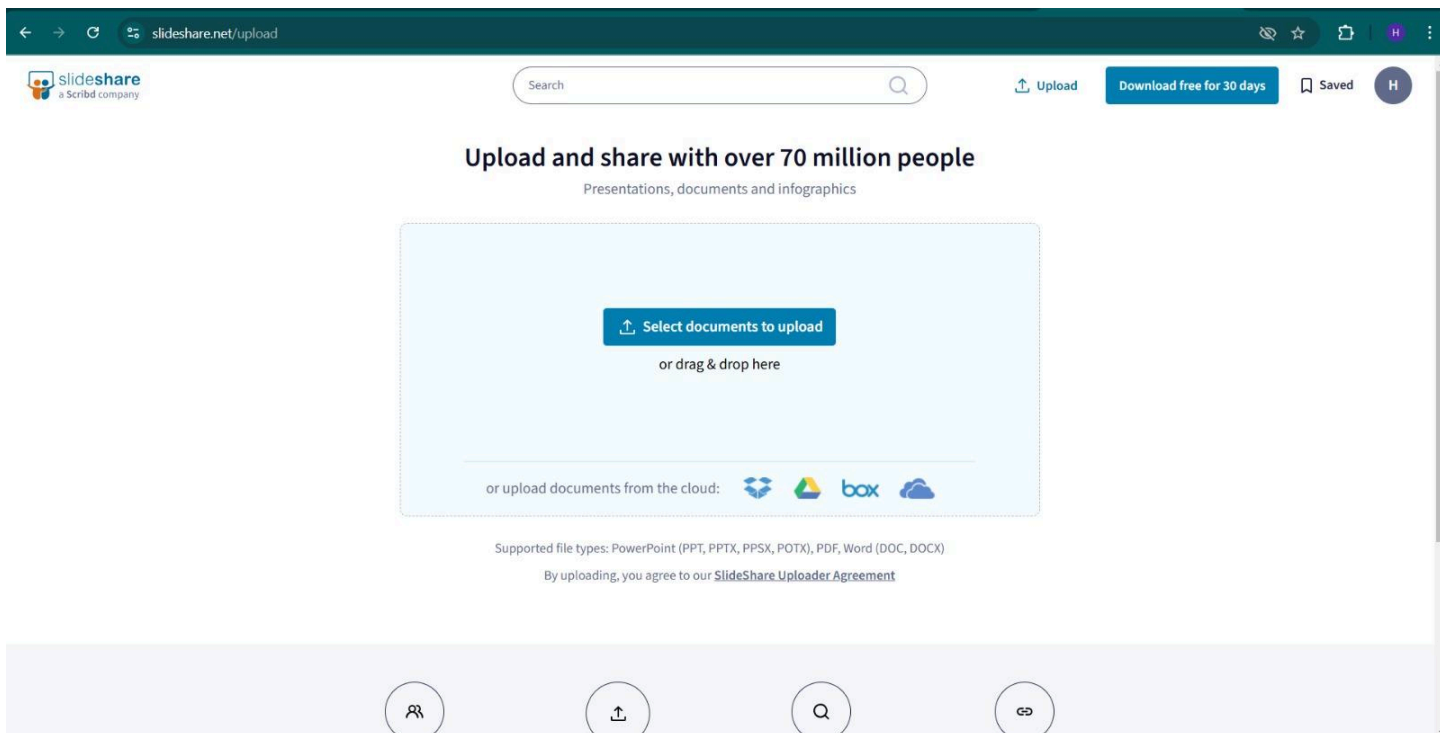 slideshare.net/upload
H
slideshare
a Scribd company
Search
Upload
Download free for 30 days
Saved
H
Upload and share with over 70 million people
Presentations, documents and infographics
Select documents to upload
or drag & drop here
or upload documents from the cloud:
box
Supported file types: PowerPoint (PPT, PPTX, PPSX, POTX), PDF, Word (DOC, DOCX)
By uploading, you agree to our SlideShare Uploader Agreement